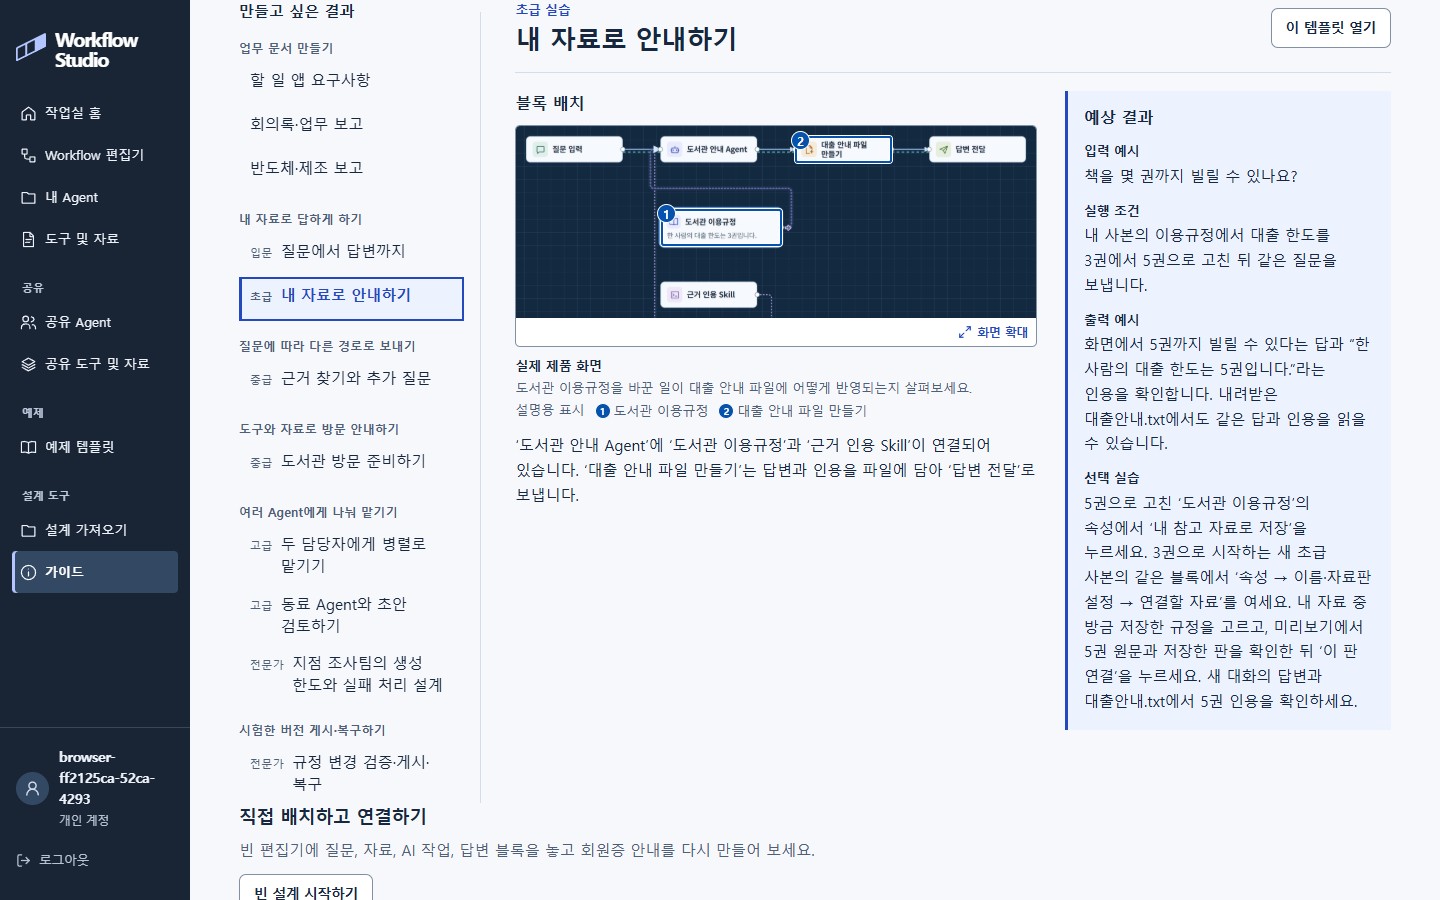 Workflow
Studio
작업실 홈
Workflow 편집기
내 Agent
도구 및 자료
공유
공유 Agent
공유 도구 및 자료
예제
예제 템플릿
설계 도구
설계 가져오기
가이드
browser-
ff2125ca-52ca-
4293
개인 계정
로그아웃
만들고 싶은 결과
업무 문서 만들기
할 일 앱 요구사항
회의록·업무 보고
반도체·제조 보고
내 자료로 답하게 하기
입문 질문에서 답변까지
초급 내 자료로 안내하기
질문에 따라 다른 경로로 보내기
중급 근거 찾기와 추가 질문
도구와 자료로 방문 안내하기
중급 도서관 방문 준비하기
여러 Agent에게 나눠 맡기기
고급 두 담당자에게 병렬로
맡기기
고급 동료 Agent와 초안
검토하기
전문가 지점 조사팀의 생성
한도와 실패 처리 설계
시험한 버전 게시·복구하기
전문가 규정 변경 검증·게시·
복구
초급 실습
내 자료로 안내하기
이 템플릿 열기
블록 배치
질문 입력
도서관 안내 Agent
2
대출 안내 파일
만들기
답변 전달
1
도서관 이용규정
한 사람의 대출 한도는 3권입니다.
근거 인용 Skill
화면 확대
실제 제품 화면
도서관 이용규정을 바꾼 일이 대출 안내 파일에 어떻게 반영되는지 살펴보세요.
설명용 표시 1 도서관 이용규정 2 대출 안내 파일 만들기
‘도서관 안내 Agent’에 ‘도서관 이용규정’과 ‘근거 인용 Skill’이 연결되어
있습니다. ‘대출 안내 파일 만들기’는 답변과 인용을 파일에 담아 ‘답변 전달’로
보냅니다.
예상 결과
입력 예시
책을 몇 권까지 빌릴 수 있나요?
실행 조건
내 사본의 이용규정에서 대출 한도를
3권에서 5권으로 고친 뒤 같은 질문을
보냅니다.
출력 예시
화면에서 5권까지 빌릴 수 있다는 답과 “한
사람의 대출 한도는 5권입니다.”라는
인용을 확인합니다. 내려받은
대출안내.txt에서도 같은 답과 인용을 읽을
수 있습니다.
선택 실습
5권으로 고친 ‘도서관 이용규정’의
속성에서 ‘내 참고 자료로 저장’을
누르세요. 3권으로 시작하는 새 초급
사본의 같은 블록에서 ‘속성 → 이름·자료판
설정 → 연결할 자료’를 여세요. 내 자료 중
방금 저장한 규정을 고르고, 미리보기에서
5권 원문과 저장한 판을 확인한 뒤 ‘이 판
연결’을 누르세요. 새 대화의 답변과
대출안내.txt에서 5권 인용을 확인하세요.
직접 배치하고 연결하기
빈 편집기에 질문, 자료, AI 작업, 답변 블록을 놓고 회원증 안내를 다시 만들어 보세요.
빈 설계 시작하기